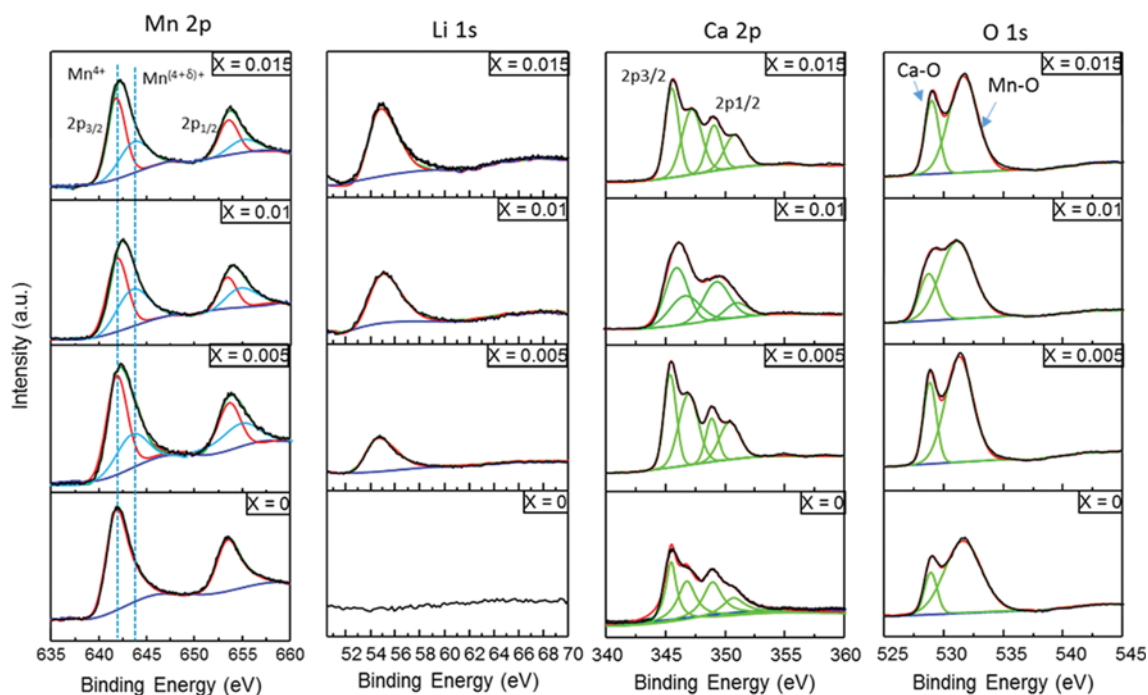 Mn 2p
Li 1s
Ca 2p
O 1s
Intensity (a.u.)
X = 0.015
Mn4+
Mn(4+δ)+
2p3/2
2p1/2
X = 0.01
X = 0.005
X = 0
635 640 645 650 655 660
Binding Energy (eV)
X = 0.015
X = 0.01
X = 0.005
X = 0
52 54 56 58 60 62 64 66 68 70
Binding Energy (eV)
X = 0.015
2p3/2
2p1/2
X = 0.01
X = 0.005
X = 0
340 345 350 355 360
Binding Energy (eV)
X = 0.015
Ca-O
Mn-O
X = 0.01
X = 0.005
X = 0
525 530 535 540 545
Binding Energy (eV)